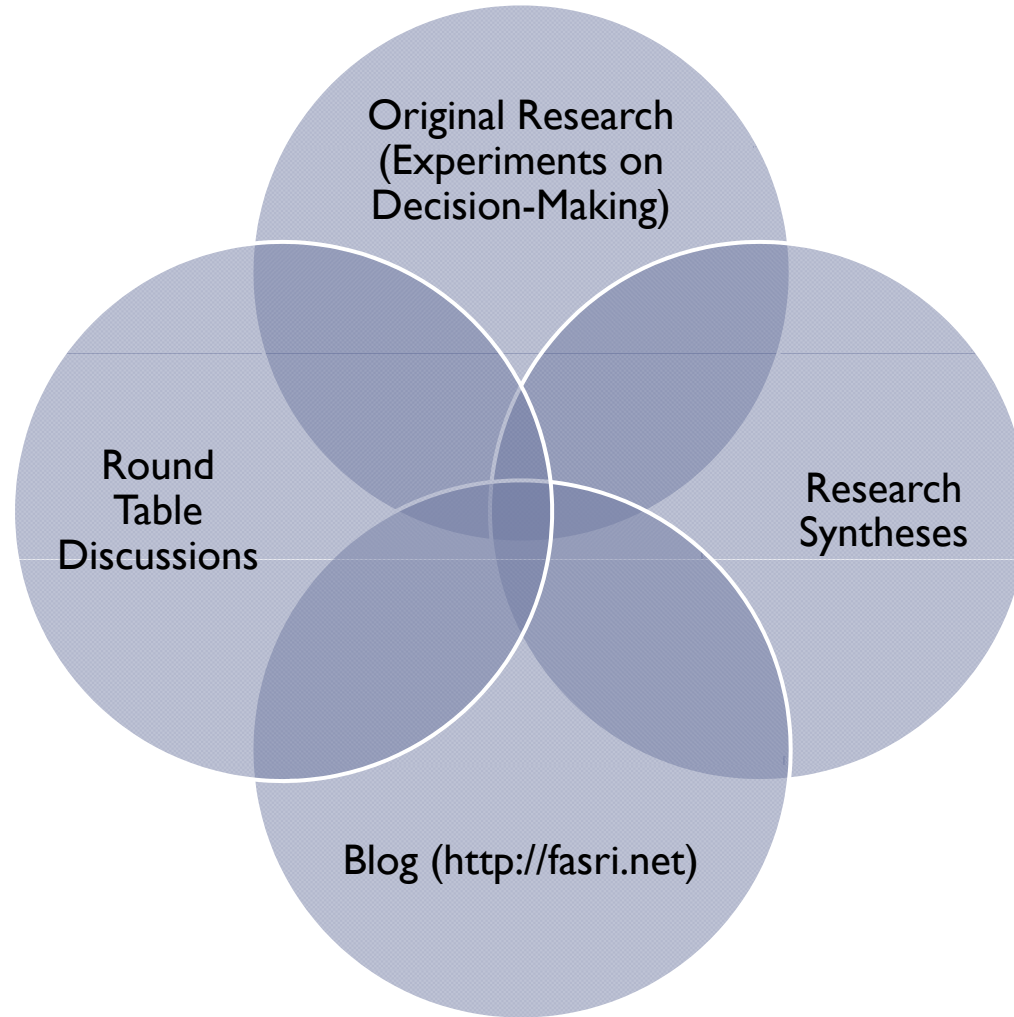 Original Research
(Experiments on
Decision-Making)
Round
Table
Discussions
Research
Syntheses
Blog (http://fasri.net)